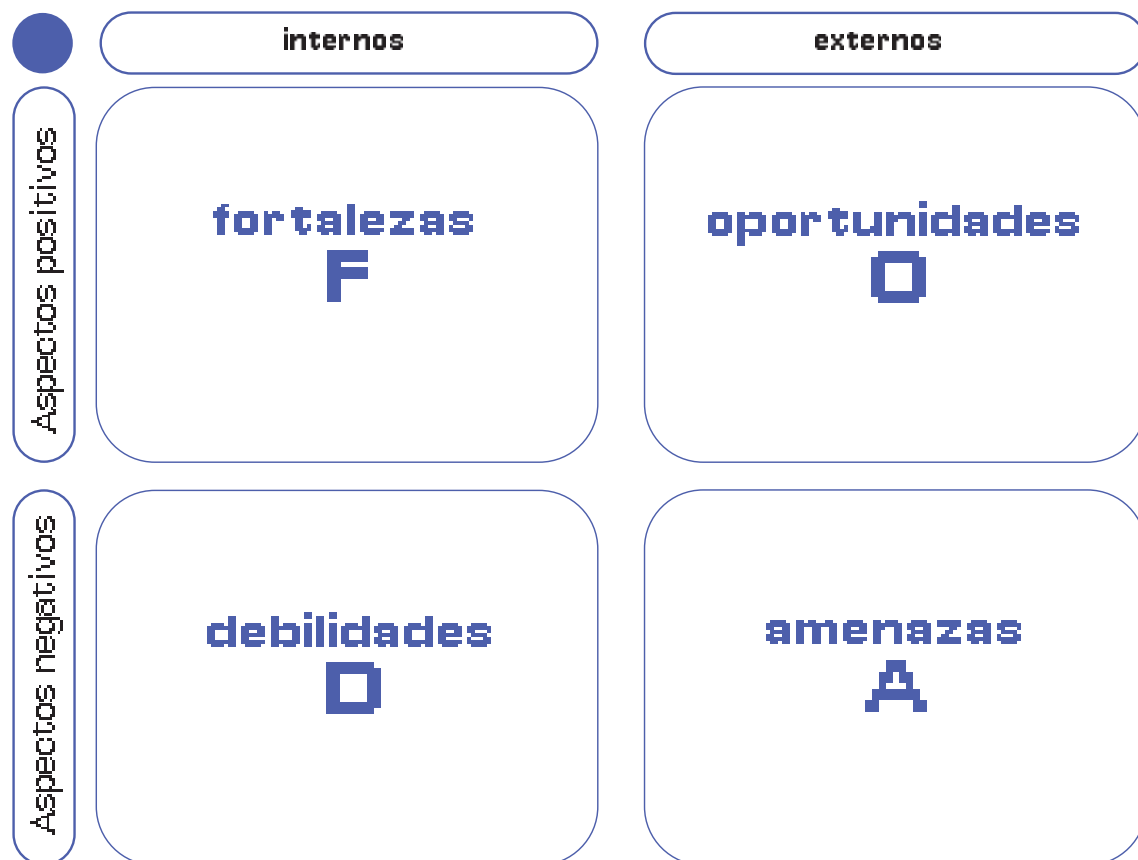 internos
externos
Aspectos positivos
fortalezas
F
oportunidades
O
Aspectos negativos
debilidades
D
amenazas
A